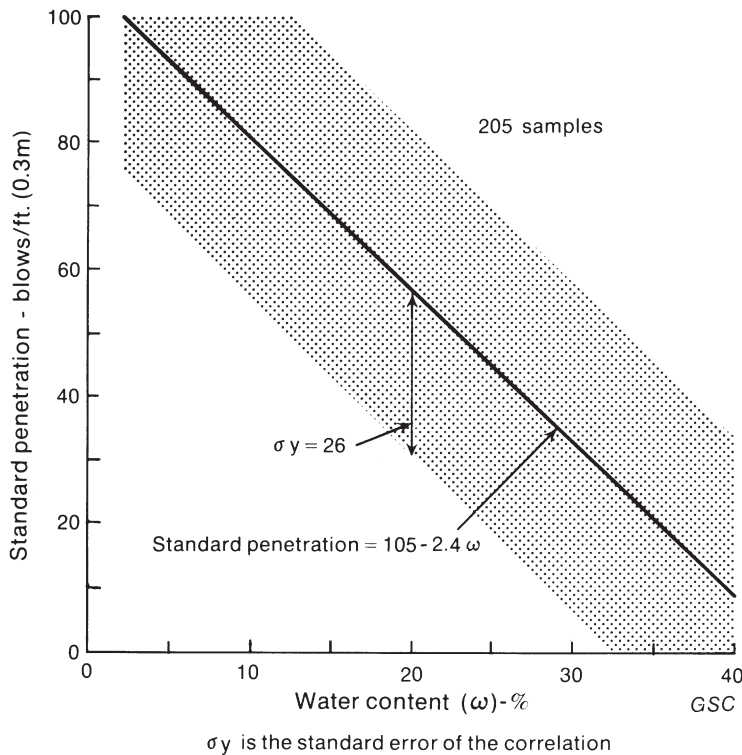 100
80
60
40
20
0
Standard penetration - blows/ft. (0.3m)
205 samples
σy = 26
Standard penetration = 105 - 2.4 ω
0 10 20 30 40
Water content (ω) - %
GSC
σy is the standard error of the correlation